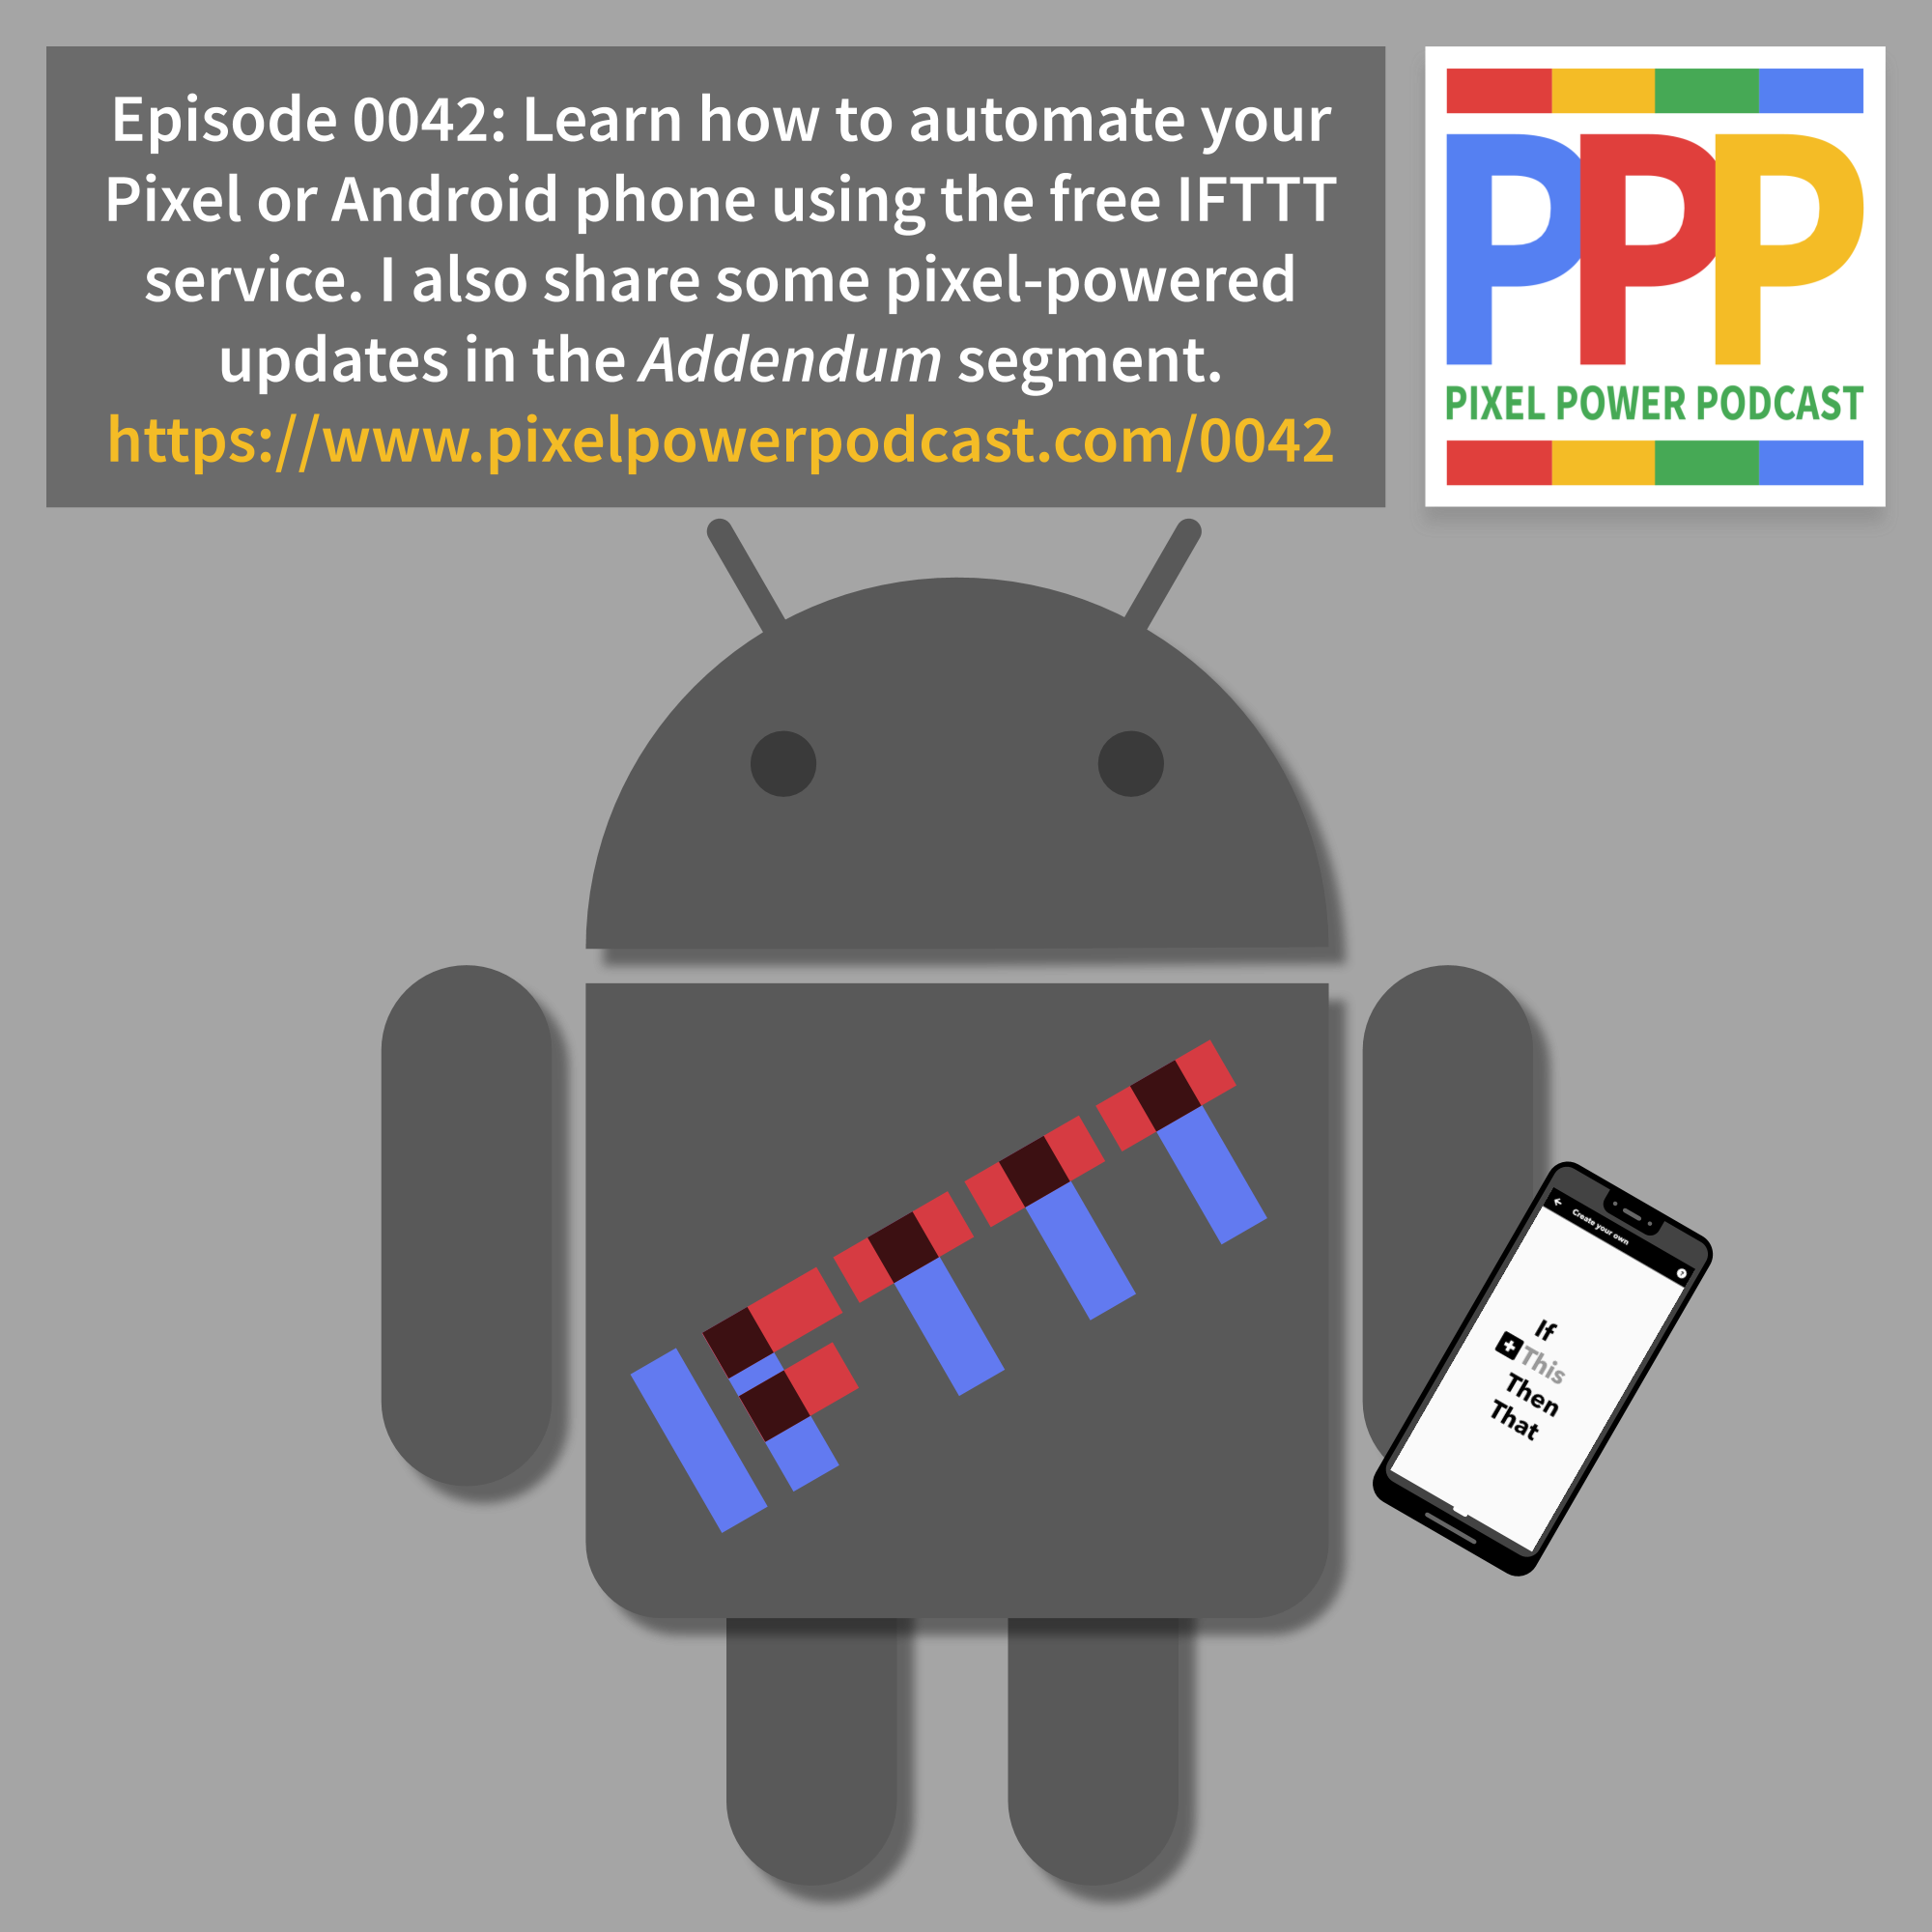 Episode 0042: Learn how to automate your
Pixel or Android phone using the free IFTTT
service. I also share some pixel-powered
updates in the Addendum segment.
https://www.pixelpowerpodcast.com/0042
PPP
PIXEL POWER PODCAST
IFTTT
Create your own
?
If
This
Then
That